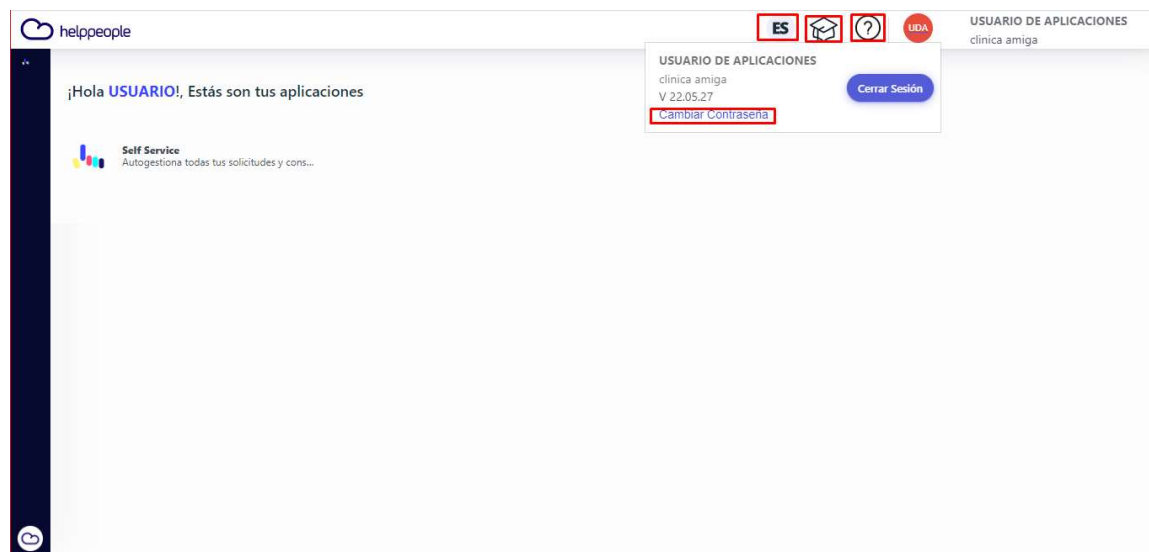 helppeople
ES
?
UDA
USUARIO DE APLICACIONES
clinica amiga
USUARIO DE APLICACIONES
clinica amiga
V 22.05.27
Cambiar Contraseña
Cerrar Sesión
¡Hola USUARIO!, Estás son tus aplicaciones
Self Service
Autogestiona todas tus solicitudes y cons...